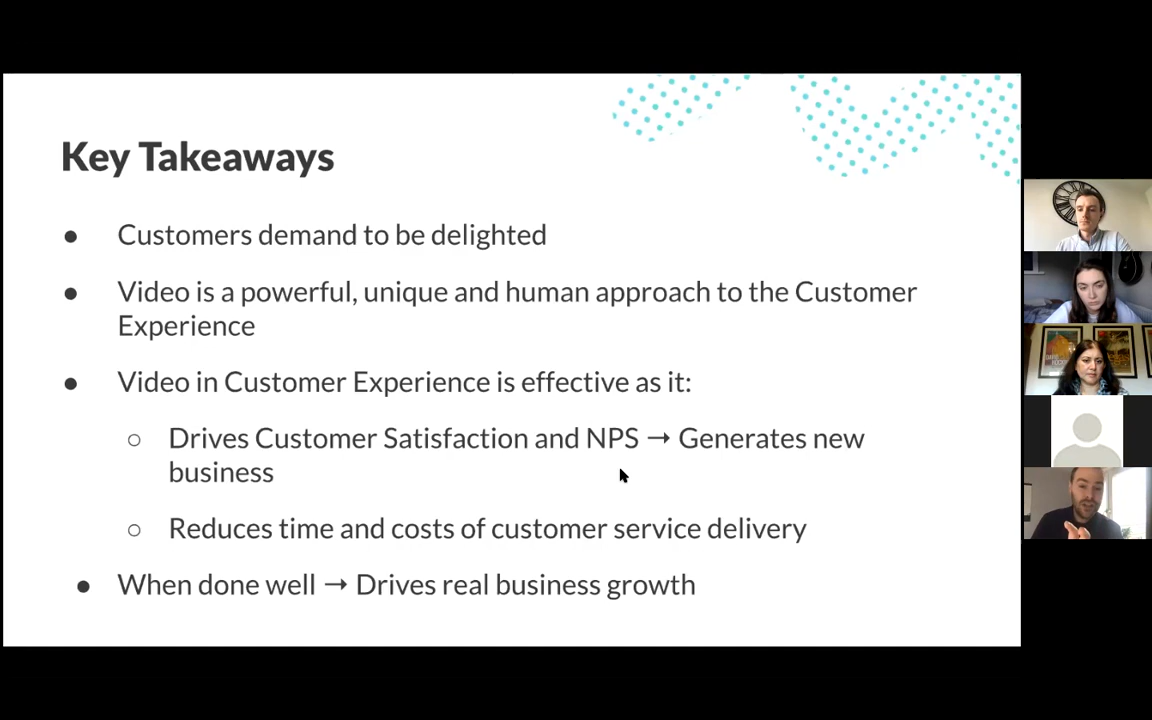 Key Takeaways
● Customers demand to be delighted
● Video is a powerful, unique and human approach to the Customer
Experience
● Video in Customer Experience is effective as it:
○ Drives Customer Satisfaction and NPS → Generates new
business
○ Reduces time and costs of customer service delivery
● When done well → Drives real business growth